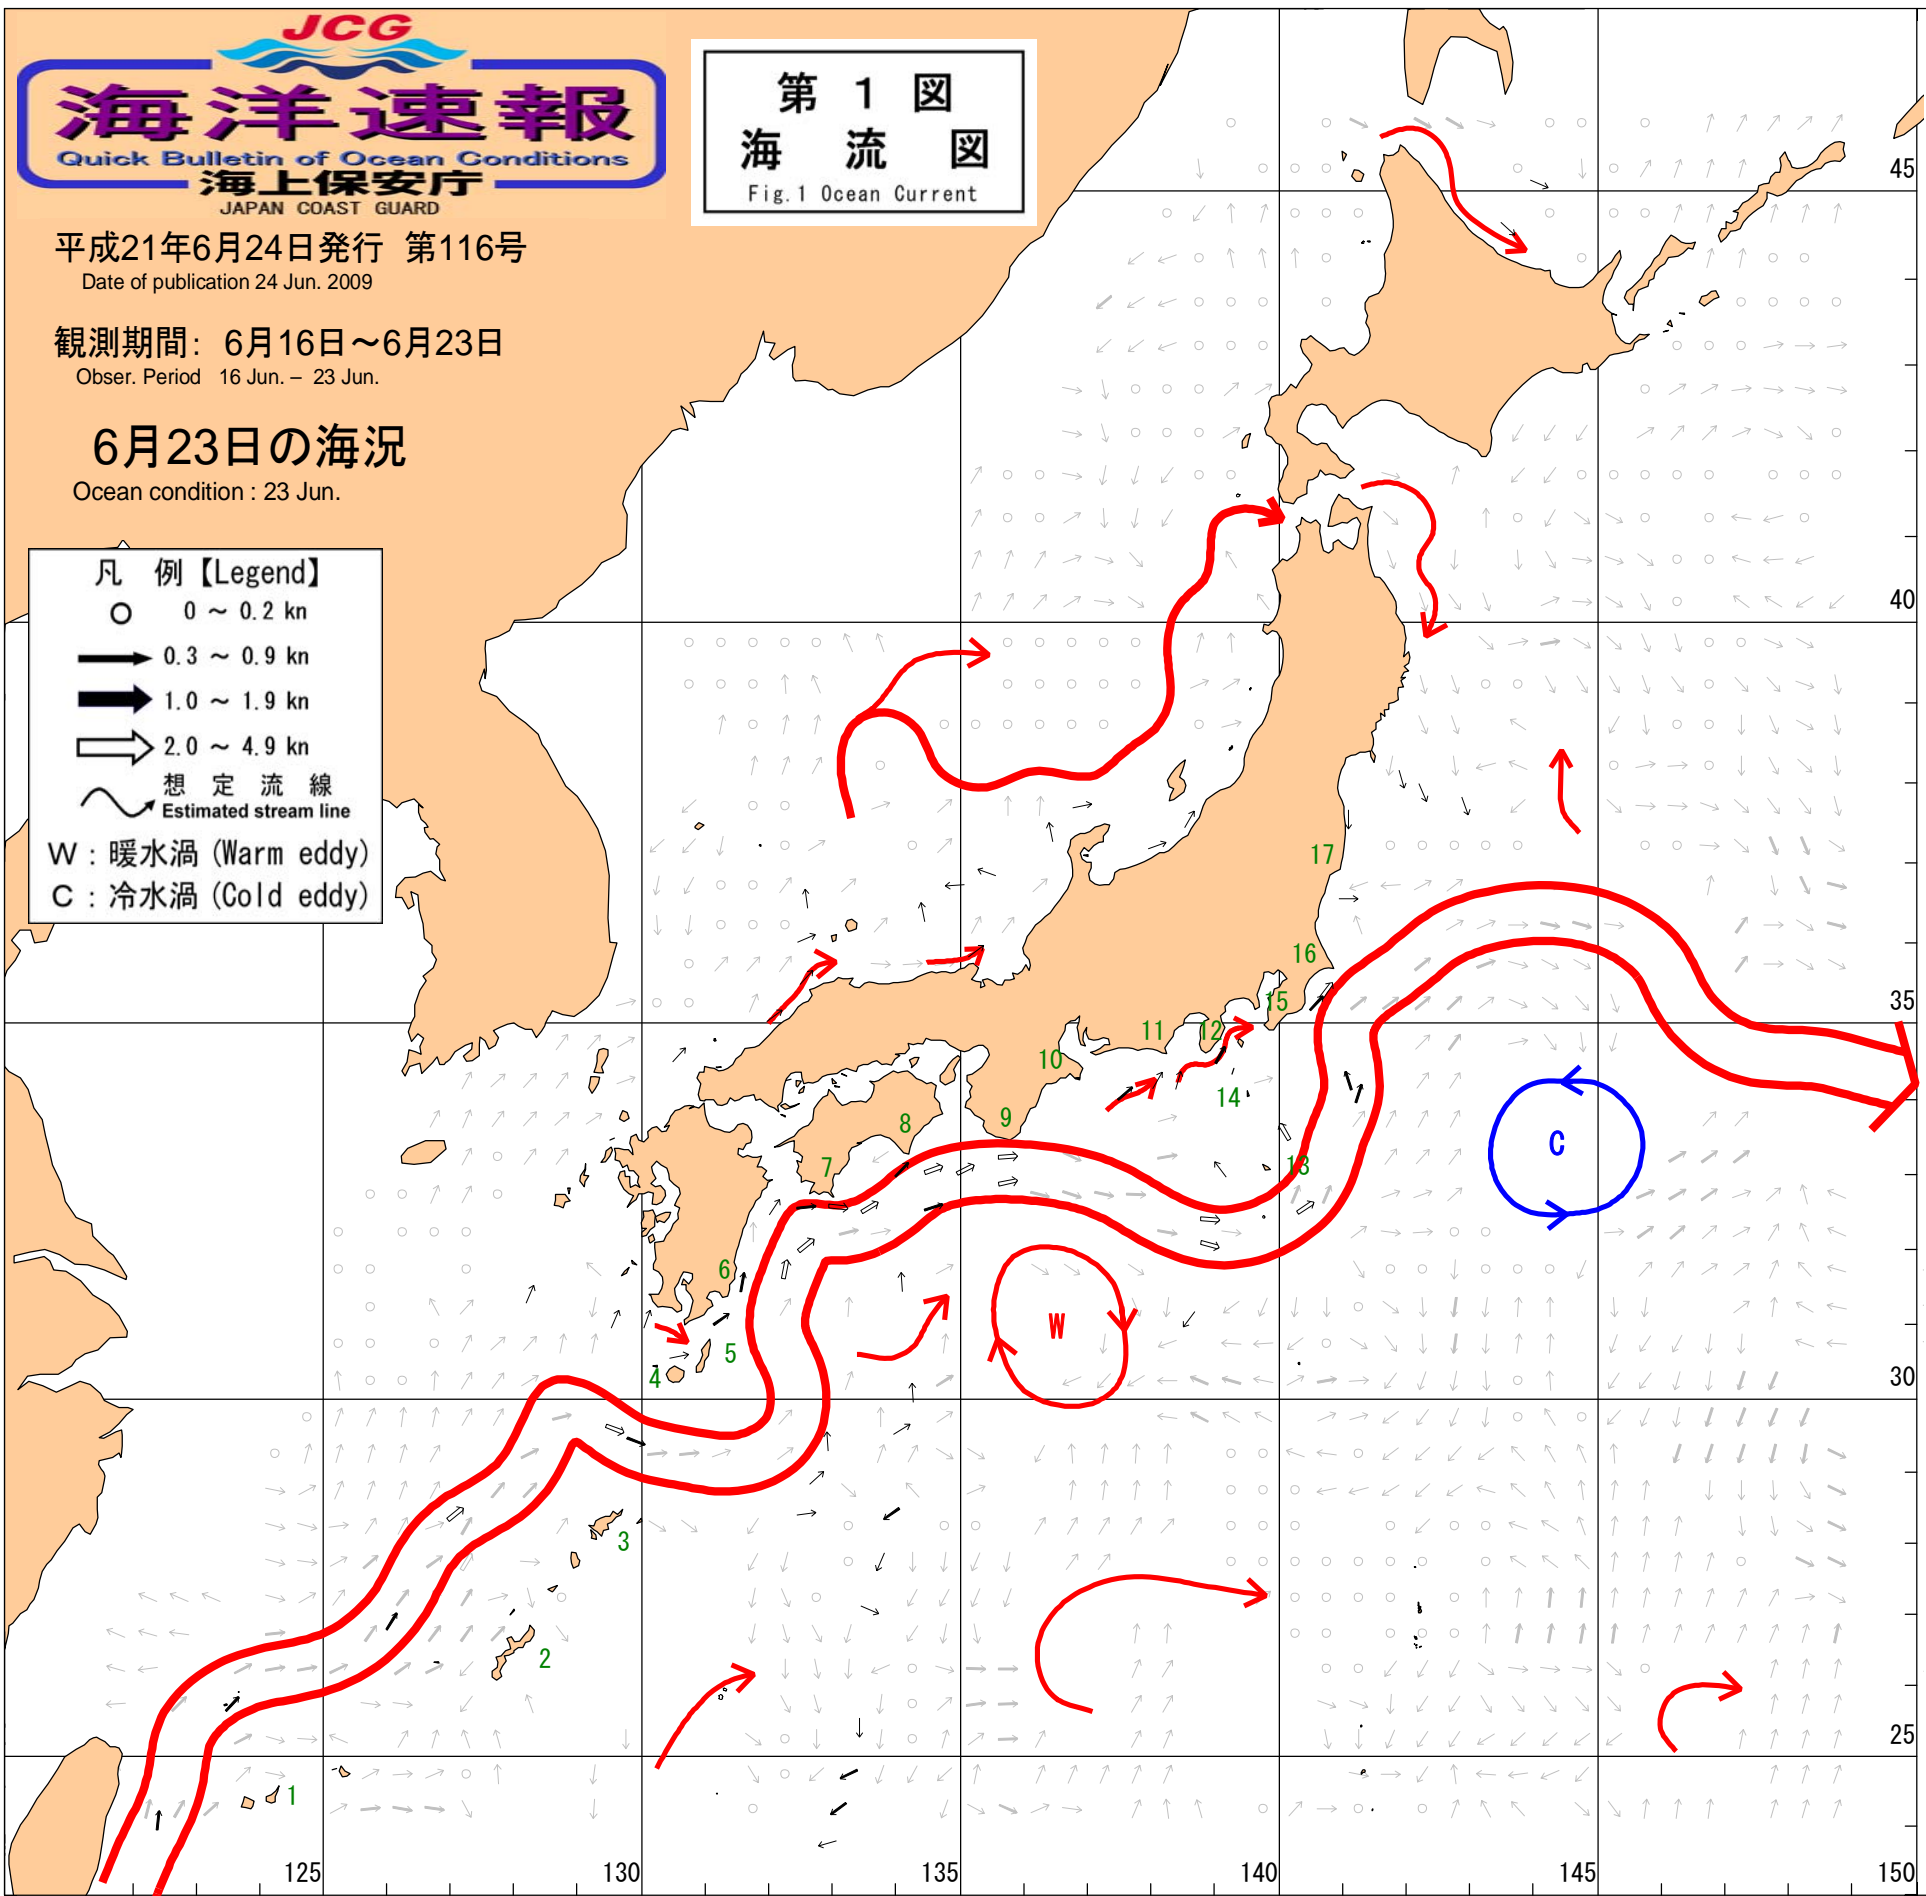 JCG
海洋速報
Quick Bulletin of Ocean Conditions
海上保安庁
JAPAN COAST GUARD
第 1 図
海 流 図
Fig.1 Ocean Current
平成21年6月24日発行 第116号
Date of publication 24 Jun. 2009
観測期間: 6月16日～6月23日
Obser. Period 16 Jun. – 23 Jun.
6月23日の海況
Ocean condition : 23 Jun.
凡 例【Legend】
0 ～ 0.2 kn
0.3 ～ 0.9 kn
1.0 ～ 1.9 kn
2.0 ～ 4.9 kn
想 定 流 線
Estimated stream line
W : 暖水渦 (Warm eddy)
C : 冷水渦 (Cold eddy)
45
40
17
16
35
15
11
12
10
14
9
8
C
13
7
6
W
5
4
30
3
2
25
1
125
130
135
140
145
150